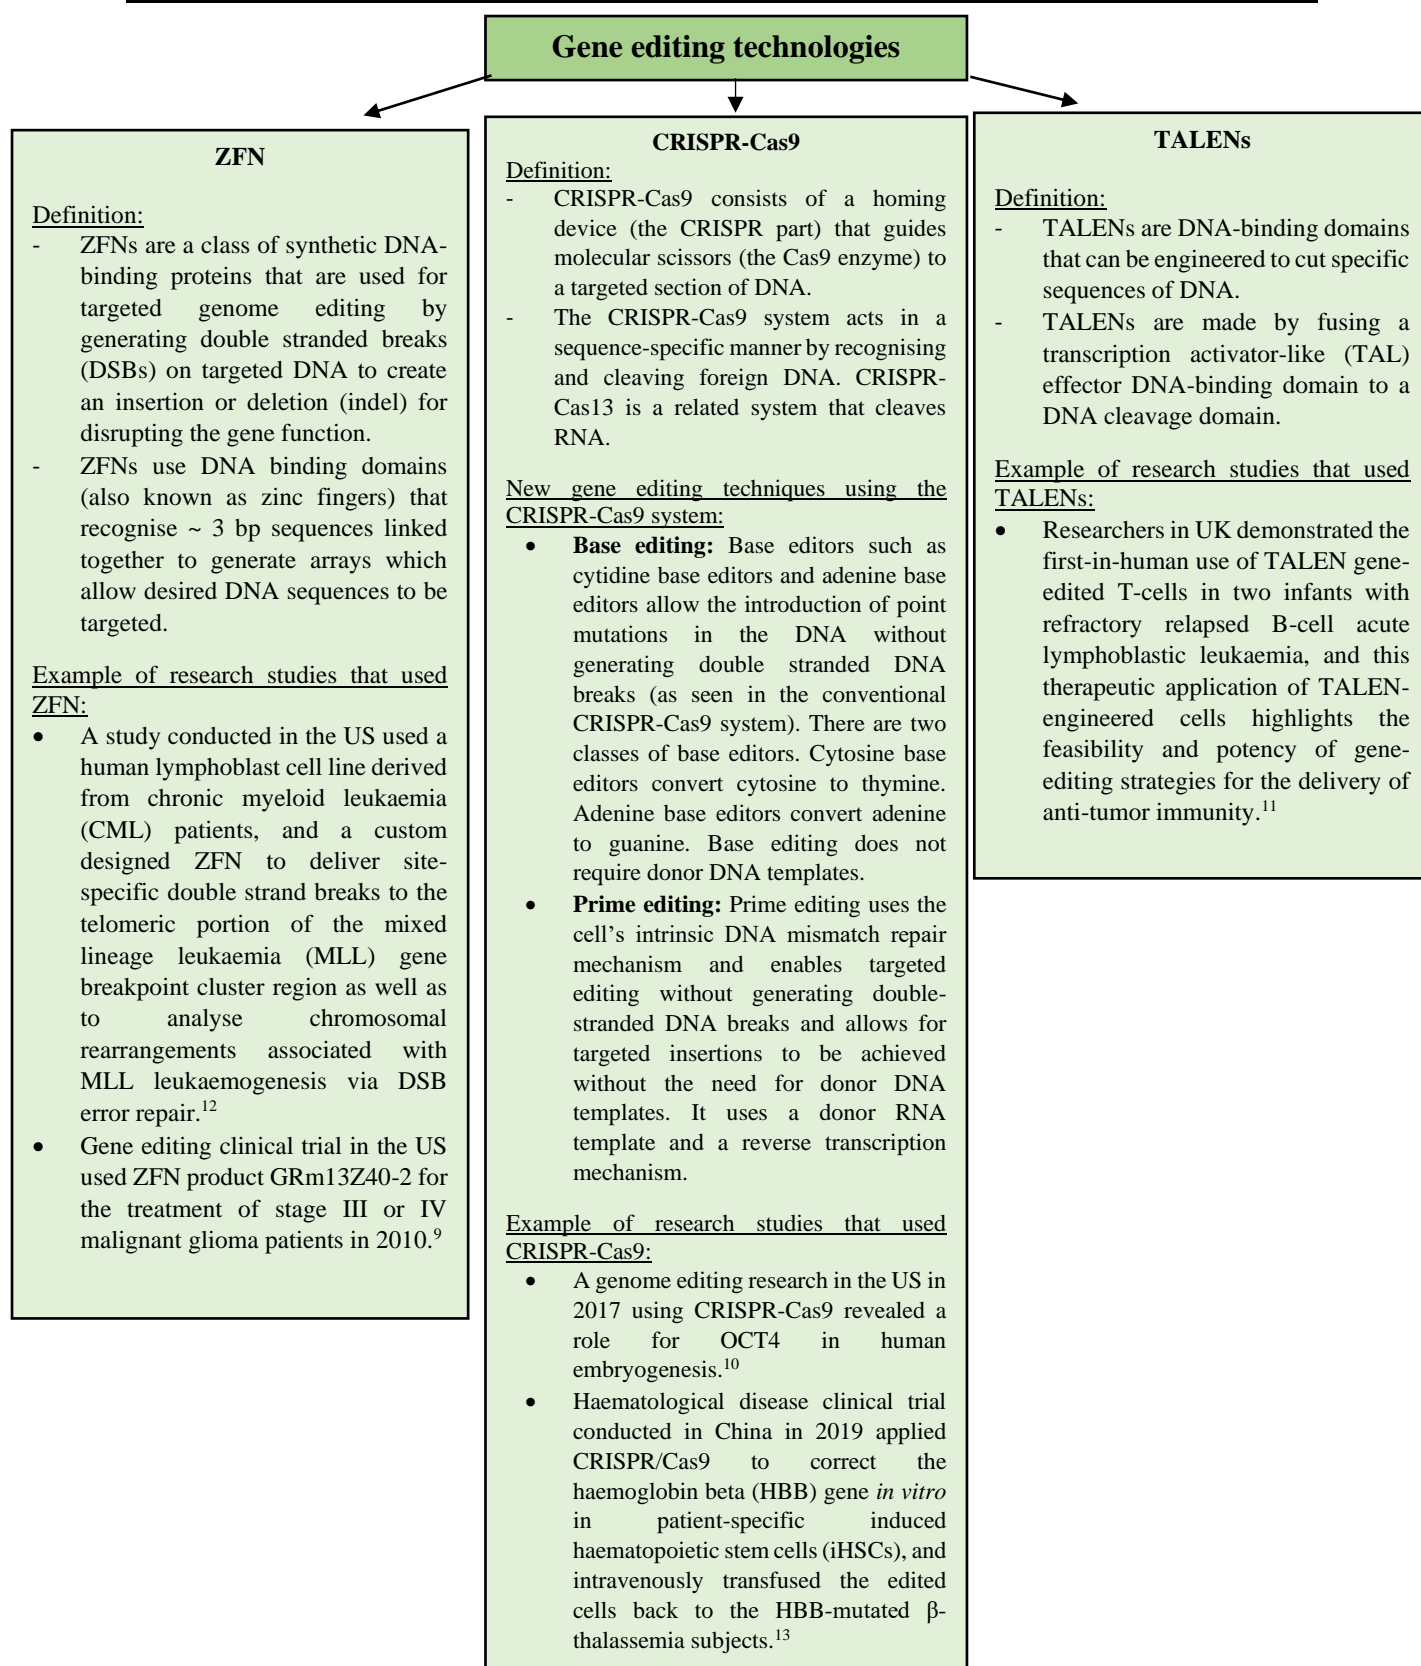 Gene editing technologies
ZFN
Definition:
- ZFNs are a class of synthetic DNA-
binding proteins that are used for
targeted genome editing by
generating double stranded breaks
(DSBs) on targeted DNA to create
an insertion or deletion (indel) for
disrupting the gene function.
- ZFNs use DNA binding domains
(also known as zinc fingers) that
recognise ~ 3 bp sequences linked
together to generate arrays which
allow desired DNA sequences to be
targeted.
Example of research studies that used
ZFN:
• A study conducted in the US used a
human lymphoblast cell line derived
from chronic myeloid leukaemia
(CML) patients, and a custom
designed ZFN to deliver site-
specific double strand breaks to the
telomeric portion of the mixed
lineage leukaemia (MLL) gene
breakpoint cluster region as well as
to analyse chromosomal
rearrangements associated with
MLL leukaemogenesis via DSB
error repair.12
• Gene editing clinical trial in the US
used ZFN product GRm13Z40-2 for
the treatment of stage III or IV
malignant glioma patients in 2010.9
CRISPR-Cas9
Definition:
- CRISPR-Cas9 consists of a homing
device (the CRISPR part) that guides
molecular scissors (the Cas9 enzyme) to
a targeted section of DNA.
- The CRISPR-Cas9 system acts in a
sequence-specific manner by recognising
and cleaving foreign DNA. CRISPR-
Cas13 is a related system that cleaves
RNA.
New gene editing techniques using the
CRISPR-Cas9 system:
• Base editing: Base editors such as
cytidine base editors and adenine base
editors allow the introduction of point
mutations in the DNA without
generating double stranded DNA
breaks (as seen in the conventional
CRISPR-Cas9 system). There are two
classes of base editors. Cytosine base
editors convert cytosine to thymine.
Adenine base editors convert adenine
to guanine. Base editing does not
require donor DNA templates.
• Prime editing: Prime editing uses the
cell’s intrinsic DNA mismatch repair
mechanism and enables targeted
editing without generating double-
stranded DNA breaks and allows for
targeted insertions to be achieved
without the need for donor DNA
templates. It uses a donor RNA
template and a reverse transcription
mechanism.
Example of research studies that used
CRISPR-Cas9:
• A genome editing research in the US in
2017 using CRISPR-Cas9 revealed a
role for OCT4 in human
embryogenesis.10
• Haematological disease clinical trial
conducted in China in 2019 applied
CRISPR/Cas9 to correct the
haemoglobin beta (HBB) gene in vitro
in patient-specific induced
haematopoietic stem cells (iHSCs), and
intravenously transfused the edited
cells back to the HBB-mutated β-
thalassemia subjects.13
TALENs
Definition:
- TALENs are DNA-binding domains
that can be engineered to cut specific
sequences of DNA.
- TALENs are made by fusing a
transcription activator-like (TAL)
effector DNA-binding domain to a
DNA cleavage domain.
Example of research studies that used
TALENs:
• Researchers in UK demonstrated the
first-in-human use of TALEN gene-
edited T-cells in two infants with
refractory relapsed B-cell acute
lymphoblastic leukaemia, and this
therapeutic application of TALEN-
engineered cells highlights the
feasibility and potency of gene-
editing strategies for the delivery of
anti-tumor immunity.11